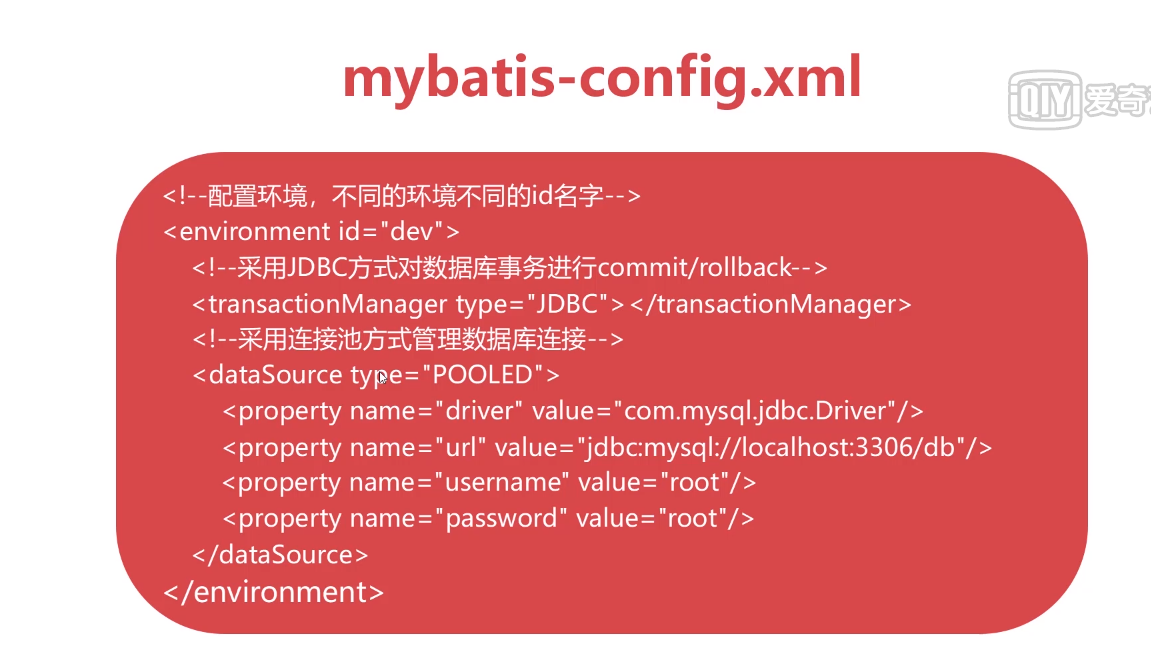 mybatis-config.xml
iQIYI 爱奇
<!--配置环境，不同的环境不同的id名字-->
<environment id="dev">
<!--采用JDBC方式对数据库事务进行commit/rollback-->
<transactionManager type="JDBC"></transactionManager>
<!--采用连接池方式管理数据库连接-->
<dataSource type="POOLED">
<property name="driver" value="com.mysql.jdbc.Driver"/>
<property name="url" value="jdbc:mysql://localhost:3306/db"/>
<property name="username" value="root"/>
<property name="password" value="root"/>
</dataSource>
</environment>